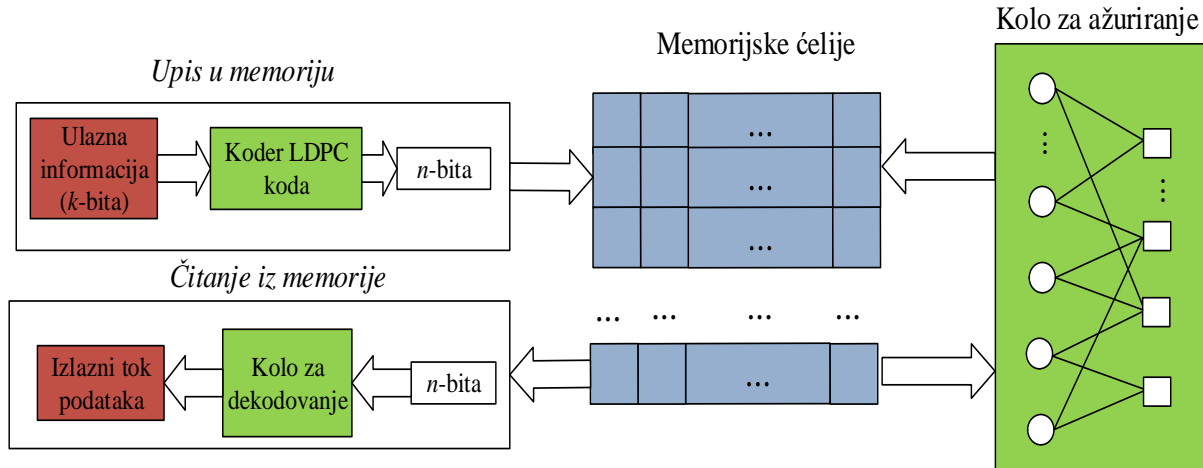 Kolo za ažuriranje
Memorijske ćelije
Upis u memoriju
Ulazna
informacija
(k-bita)
Koder LDPC
koda
n-bita
...
...
...
...
Čitanje iz memorije
Izlazni tok
podataka
Kolo za
dekodovanje
n-bita
... ... ... ...
...
...